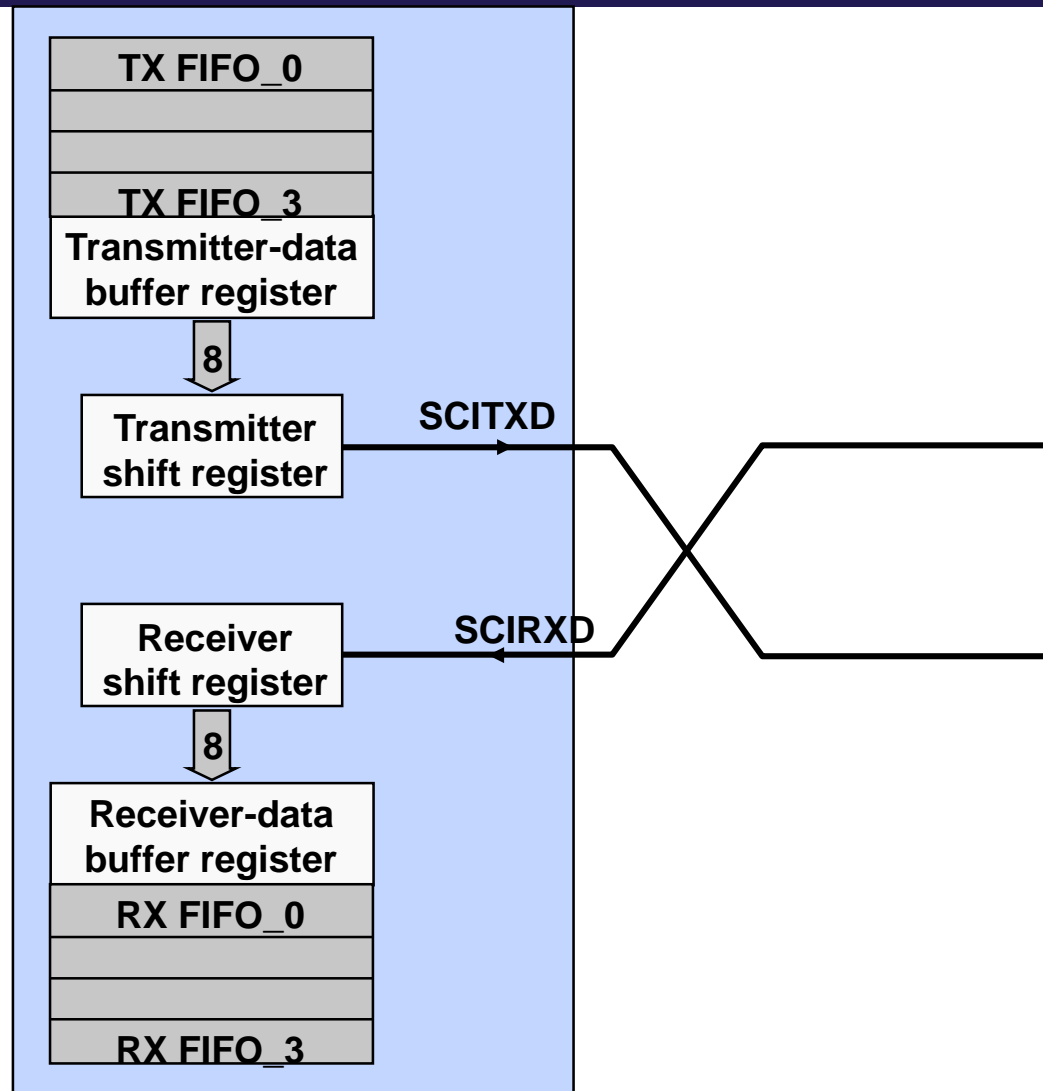 TX FIFO_0
TX FIFO_3
Transmitter-data
buffer register
8
Transmitter
shift register
SCITXD
Receiver
shift register
SCIRXD
8
Receiver-data
buffer register
RX FIFO_0
RX FIFO_3